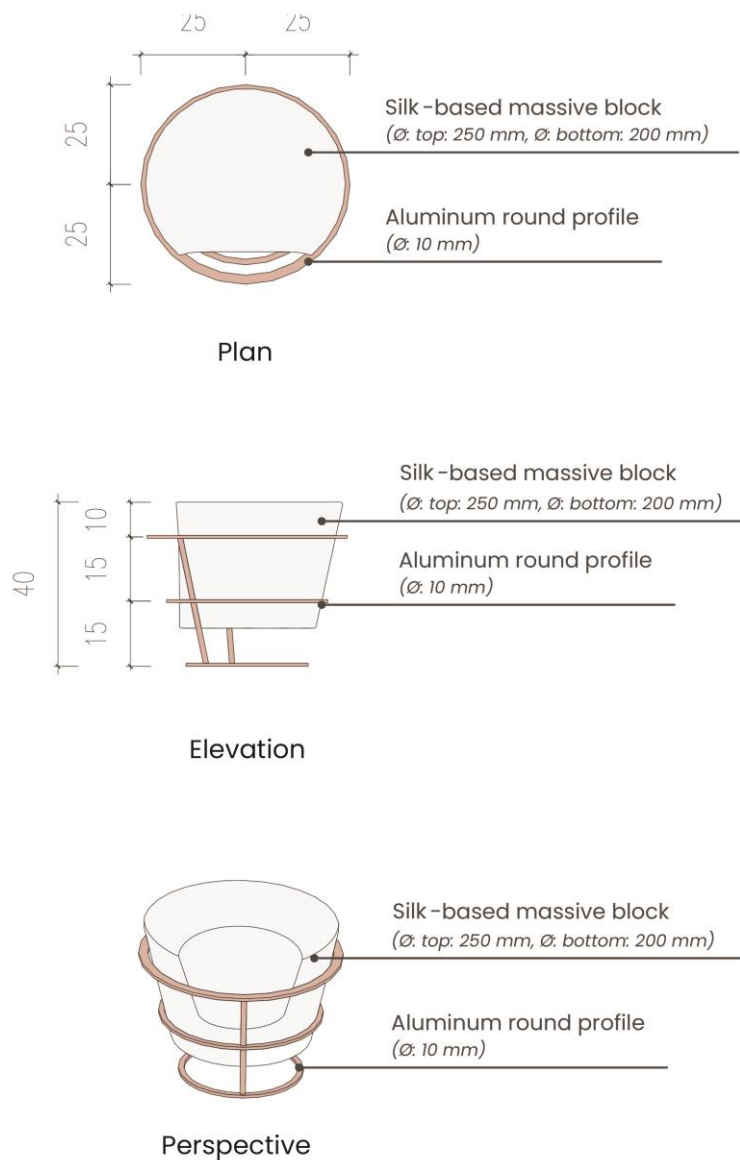 25 25
25
25
Silk-based massive block
(Ø: top: 250 mm, Ø: bottom: 200 mm)
Aluminum round profile
(Ø: 10 mm)
Plan
40
10
15
15
Silk-based massive block
(Ø: top: 250 mm, Ø: bottom: 200 mm)
Aluminum round profile
(Ø: 10 mm)
Elevation
Silk-based massive block
(Ø: top: 250 mm, Ø: bottom: 200 mm)
Aluminum round profile
(Ø: 10 mm)
Perspective